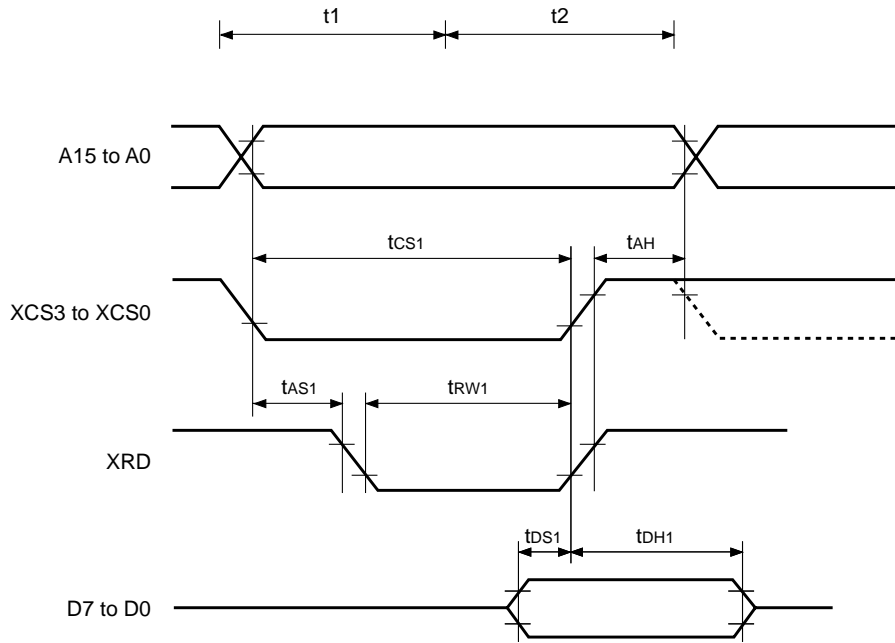 t1 t2
A15 to A0
tCS1 tAH
XCS3 to XCS0
tAS1 tRW1
XRD
tDS1 tDH1
D7 to D0